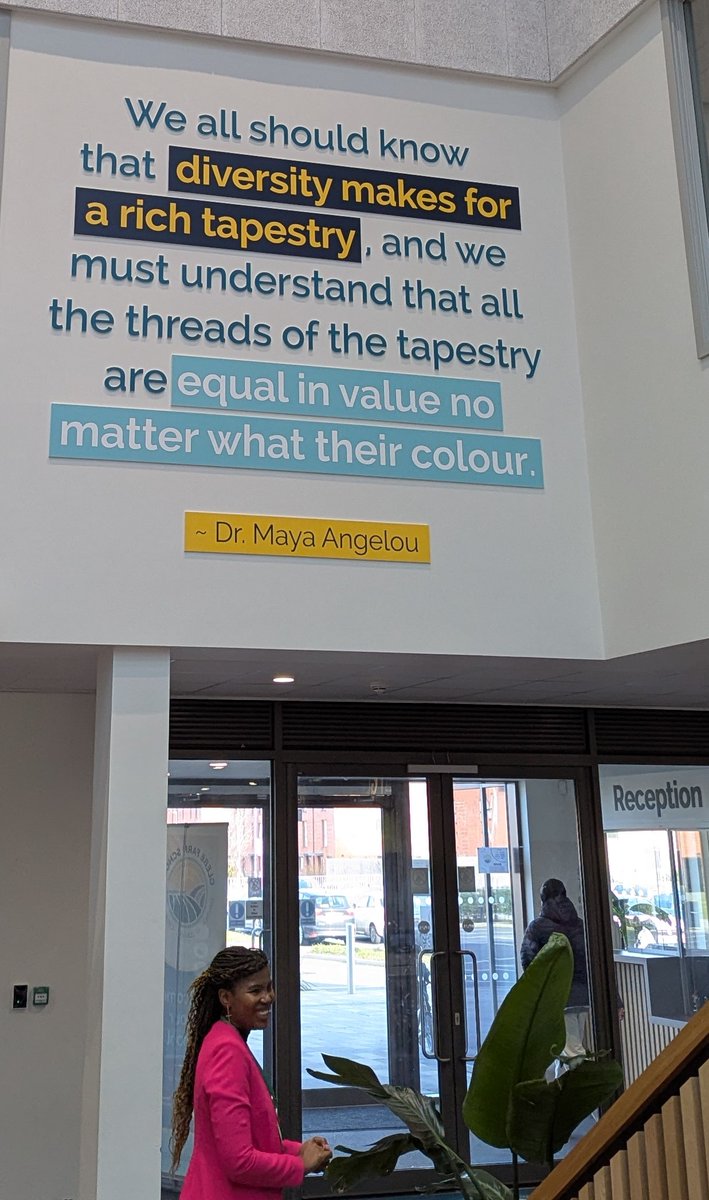 We all should know
that diversity makes for
a rich tapestry, and we
must understand that all
the threads of the tapestry
are equal in value no
matter what their colour.
~ Dr. Maya Angelou
Reception